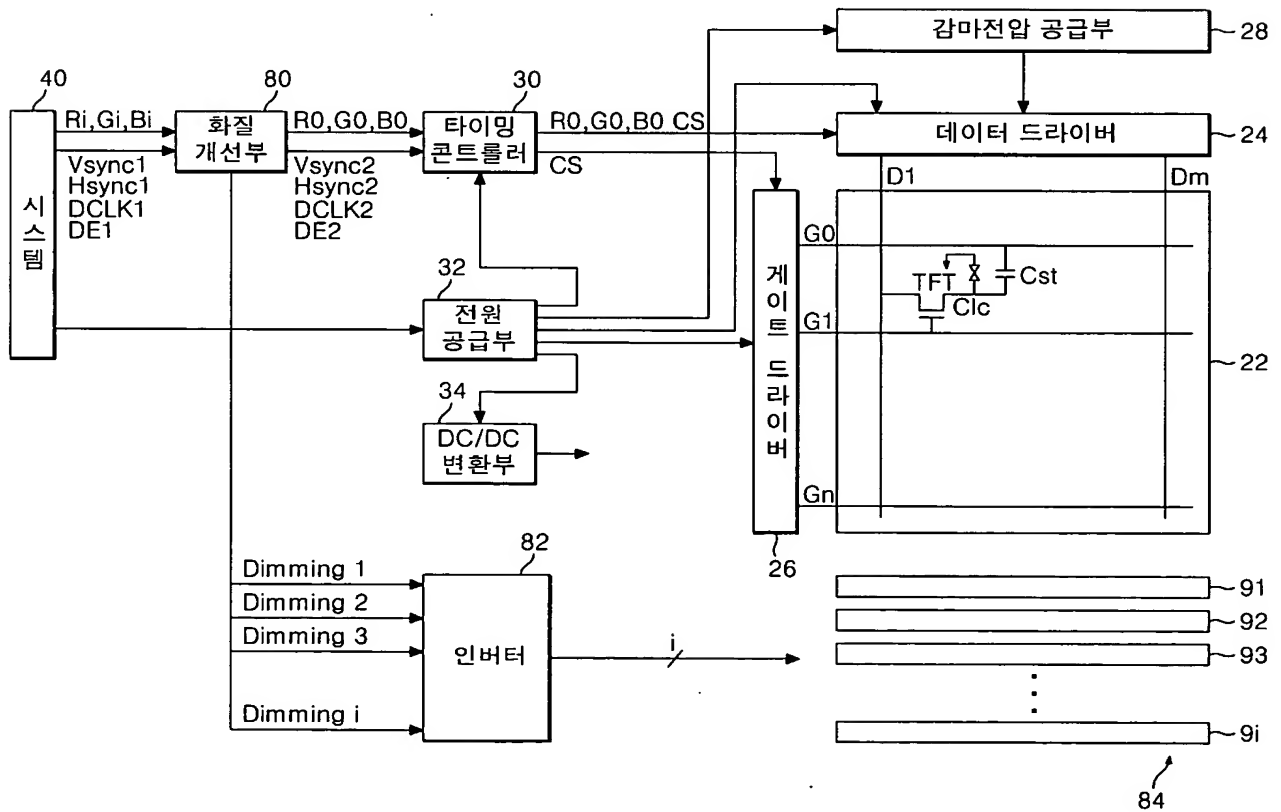 감마전압 공급부
28
40
80
30
Ri,Gi,Bi
화질
개선부
R0,G0,B0
타이밍
콘트롤러
R0,G0,B0 CS
데이터 드라이버
24
Vsync1
Hsync1
DCLK1
DE1
Vsync2
Hsync2
DCLK2
DE2
CS
D1
Dm
시스템
G0
TFT
Cst
Clc
G1
22
32
전원
공급부
게이트 드라이버
34
DC/DC
변환부
Gn
26
82
Dimming 1
Dimming 2
Dimming 3
Dimming i
인버터
i
91
92
93
9i
84